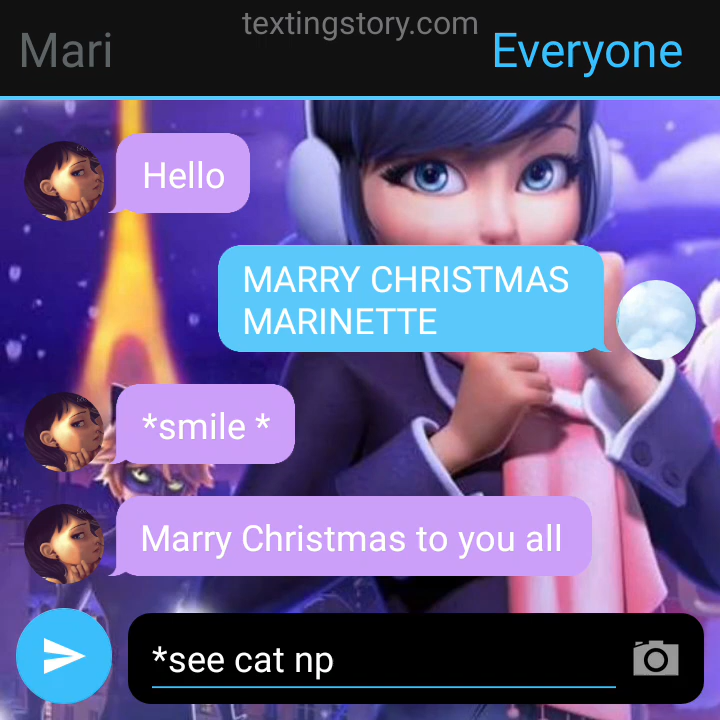 textingstory.com
Mari
Everyone
Hello
MARRY CHRISTMAS
MARINETTE
*smile *
Marry Christmas to you all
*see cat np